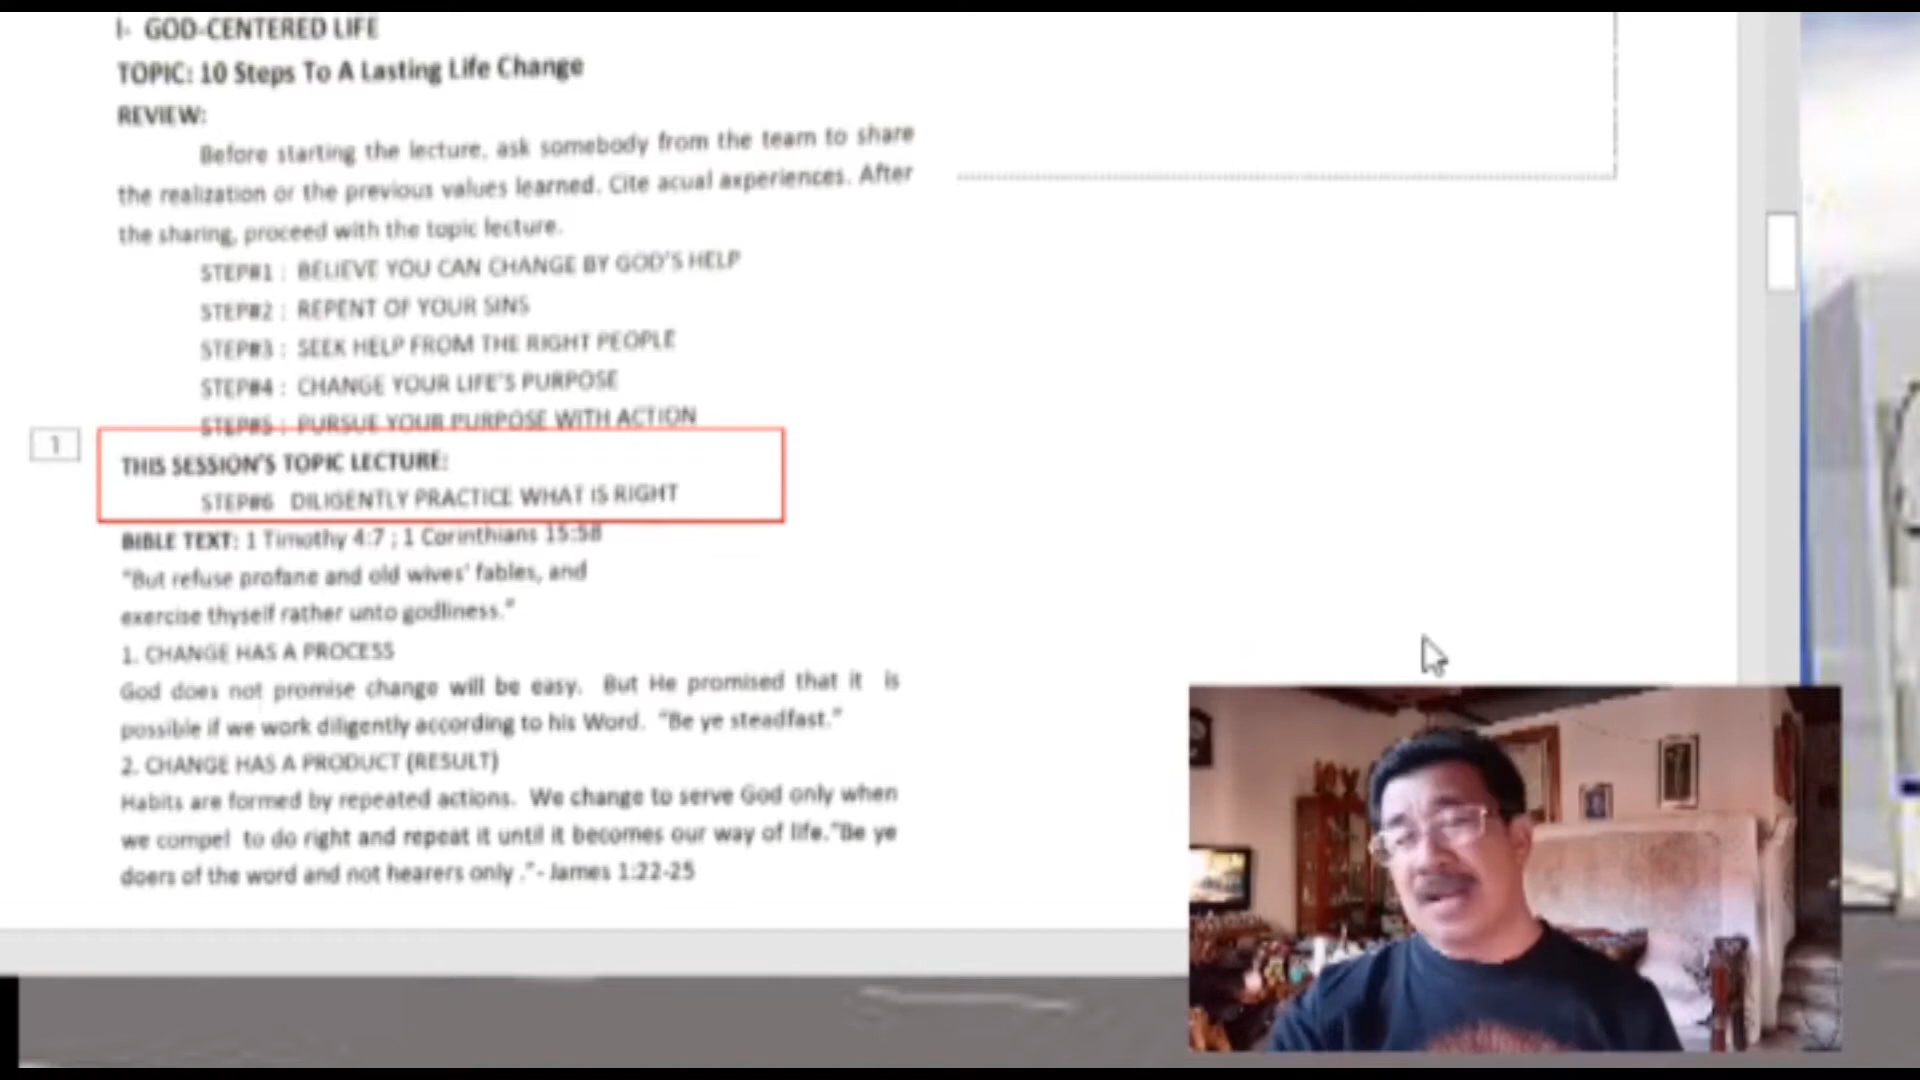 I- GOD-CENTERED LIFE
TOPIC: 10 Steps To A Lasting Life Change
REVIEW:
Before starting the lecture, ask somebody from the team to share
the realization or the previous values learned. Cite acual axperiences. After
the sharing, proceed with the topic lecture.
STEP#1 : BELIEVE YOU CAN CHANGE BY GOD'S HELP
STEP#2 : REPENT OF YOUR SINS
STEP#3 : SEEK HELP FROM THE RIGHT PEOPLE
STEP#4 : CHANGE YOUR LIFE'S PURPOSE
STEP#5 : PURSUE YOUR PURPOSE WITH ACTION
1
THIS SESSION'S TOPIC LECTURE:
STEP#6 DILIGENTLY PRACTICE WHAT IS RIGHT
BIBLE TEXT: 1 Timothy 4:7 ; 1 Corinthians 15:58
"But refuse profane and old wives' fables, and
exercise thyself rather unto godliness."
1. CHANGE HAS A PROCESS
God does not promise change will be easy. But He promised that it is
possible if we work diligently according to his Word. "Be ye steadfast."
2. CHANGE HAS A PRODUCT (RESULT)
Habits are formed by repeated actions. We change to serve God only when
we compel to do right and repeat it until it becomes our way of life."Be ye
doers of the word and not hearers only ."- James 1:22-25